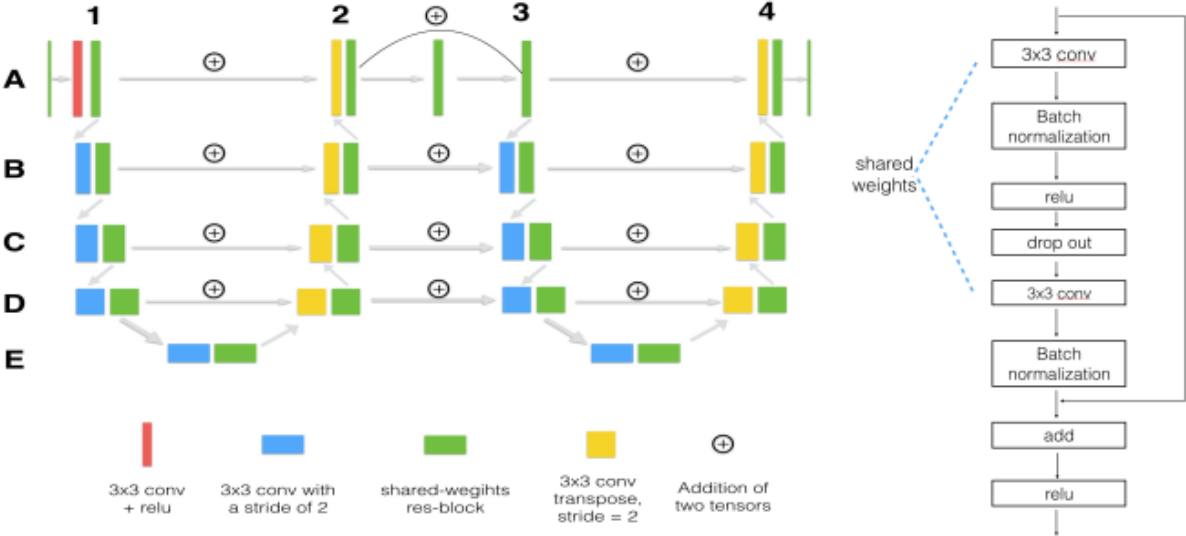 1
2
3
4
A
B
C
D
E
3x3 conv
+ relu
3x3 conv with
a stride of 2
shared-wegihts
res-block
3x3 conv
transpose,
stride = 2
Addition of
two tensors
shared
weights
3x3 conv
Batch
normalization
relu
drop out
3x3 conv
Batch
normalization
add
relu